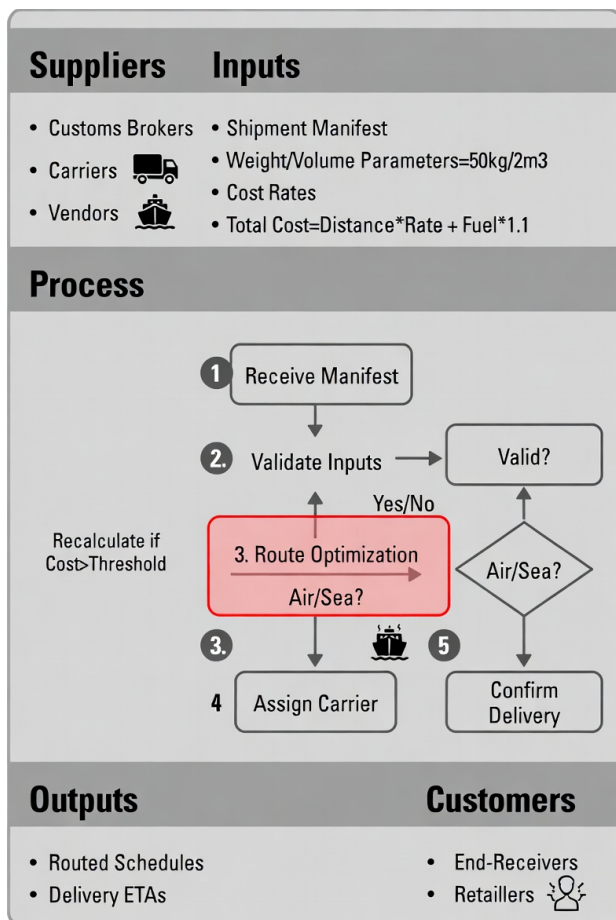 Suppliers
Inputs
• Customs Brokers
• Carriers
• Vendors
• Shipment Manifest
• Weight/Volume Parameters=50kg/2m3
• Cost Rates
• Total Cost=Distance*Rate + Fuel*1.1
Process
1
Receive Manifest
2.
Validate Inputs
Valid?
Yes/No
Recalculate if
Cost>Threshold
3. Route Optimization
Air/Sea?
Air/Sea?
3.
5
4
Assign Carrier
Confirm
Delivery
Outputs
• Routed Schedules
• Delivery ETAs
Customers
• End-Receivers
• Retaillers